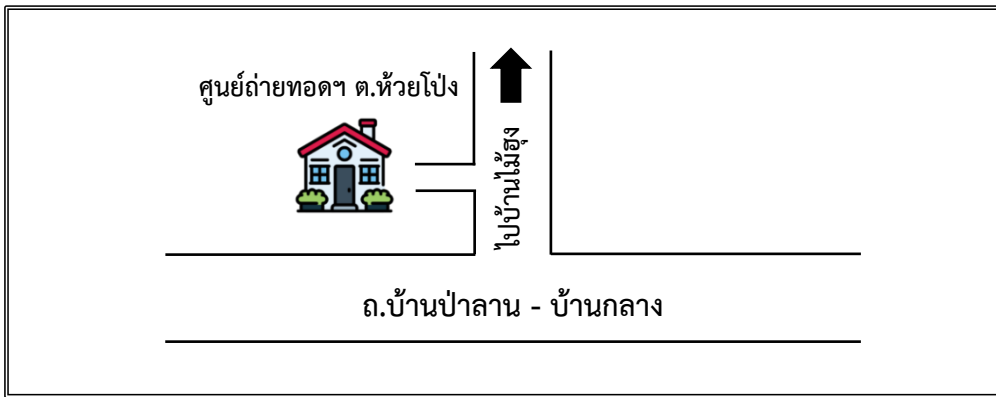 ศูนย์ถ่ายทอดฯ ต.ห้วยโป่ง
ไปบ้านไม้ฮุง
ถ.บ้านป่าลาน - บ้านกลาง